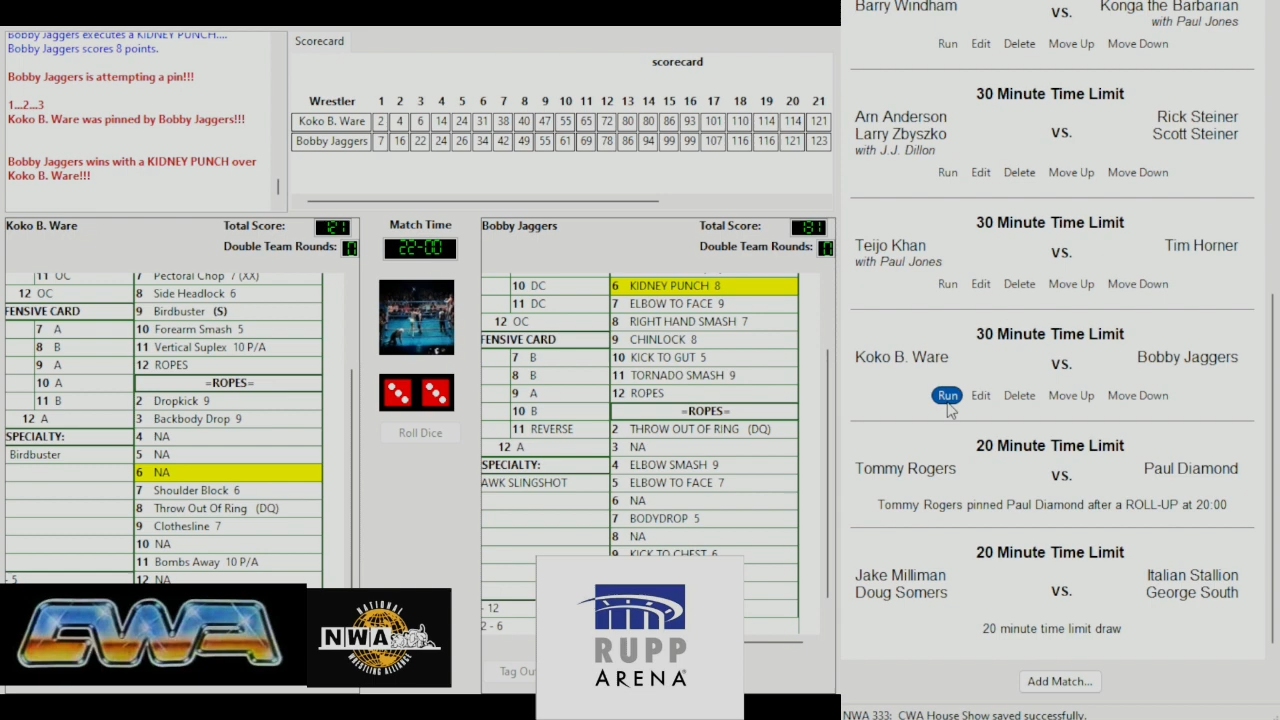 Bobby Jaggers executes a KIDNEY PUNCH....
Bobby Jaggers scores 8 points.
Bobby Jaggers is attempting a pin!!!
1...2...3
Koko B. Ware was pinned by Bobby Jaggers!!!
Bobby Jaggers wins with a KIDNEY PUNCH over
Koko B. Ware!!!
Scorecard
scorecard
Wrestler 1 2 3 4 5 6 7 8 9 10 11 12 13 14 15 16 17 18 19 20 21
Koko B. Ware 2 4 6 14 24 31 38 40 47 55 65 72 80 80 86 93 101 110 114 114 121
Bobby Jaggers 7 16 22 24 26 34 42 49 55 61 69 78 86 94 99 99 107 116 116 121 123
Koko B. Ware Total Score: 121
Double Team Rounds: 0
11 OC 7 Pectoral Chop 7 (XX)
12 OC 8 Side Headlock 6
FENSIVE CARD 9 Birdbuster (S)
7 A 10 Forearm Smash 5
8 B 11 Vertical Suplex 10 P/A
9 A 12 ROPES
10 A =ROPES=
11 B 2 Dropkick 9
12 A 3 Backbody Drop 9
SPECIALTY: 4 NA
Birdbuster 5 NA
6 NA
7 Shoulder Block 6
8 Throw Out Of Ring (DQ)
9 Clothesline 7
10 NA
11 Bombs Away 10 P/A
- 5 12 NA
Match Time
22-00
Roll Dice
Bobby Jaggers Total Score: 131
Double Team Rounds: 0
10 DC 6 KIDNEY PUNCH 8
11 DC 7 ELBOW TO FACE 9
12 OC 8 RIGHT HAND SMASH 7
FENSIVE CARD 9 CHINLOCK 8
7 B 10 KICK TO GUT 5
8 B 11 TORNADO SMASH 9
9 A 12 ROPES
10 B =ROPES=
11 REVERSE 2 THROW OUT OF RING (DQ)
12 A 3 NA
SPECIALTY: 4 ELBOW SMASH 9
AWK SLINGSHOT 5 ELBOW TO FACE 7
6 NA
7 BODYDROP 5
8 NA
9 KICK TO CHEST 6
- 12
2 - 6
Tag Out
CWA
NATIONAL
NWA
WRESTLING ALLIANCE
RUPP
ARENA
Barry Windham VS. Konga the Barbarian
with Paul Jones
Run Edit Delete Move Up Move Down
30 Minute Time Limit
Arn Anderson Rick Steiner
Larry Zbyszko VS. Scott Steiner
with J.J. Dillon
Run Edit Delete Move Up Move Down
30 Minute Time Limit
Teijo Khan VS. Tim Horner
with Paul Jones
Run Edit Delete Move Up Move Down
30 Minute Time Limit
Koko B. Ware VS. Bobby Jaggers
Run Edit Delete Move Up Move Down
20 Minute Time Limit
Tommy Rogers VS. Paul Diamond
Tommy Rogers pinned Paul Diamond after a ROLL-UP at 20:00
20 Minute Time Limit
Jake Milliman Italian Stallion
Doug Somers VS. George South
20 minute time limit draw
Add Match...
NWA 333: CWA House Show saved successfully.